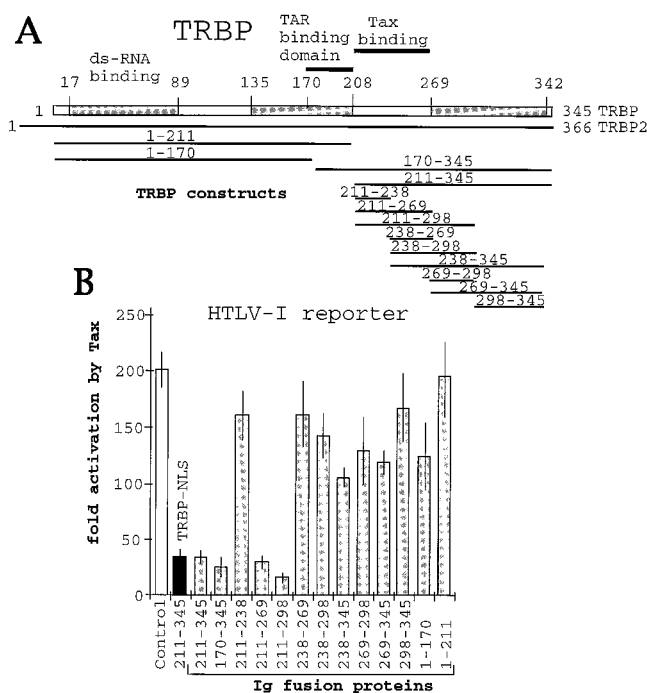 A
TRBP
TAR binding domain
Tax binding
ds-RNA binding
17 89 135 170 208 269 342
1 345 TRBP
1 366 TRBP2
1-211
1-170
170-345
211-345
TRBP constructs
211-238
211-269
211-298
238-269
238-298
238-345
269-298
269-345
298-345
B
HTLV-I reporter
fold activation by Tax
250
200
150
100
50
0
TRBP-NLS
Control
211-345
211-345
170-345
211-238
211-269
211-298
238-269
238-298
238-345
269-298
269-345
298-345
1-170
1-211
Ig fusion proteins